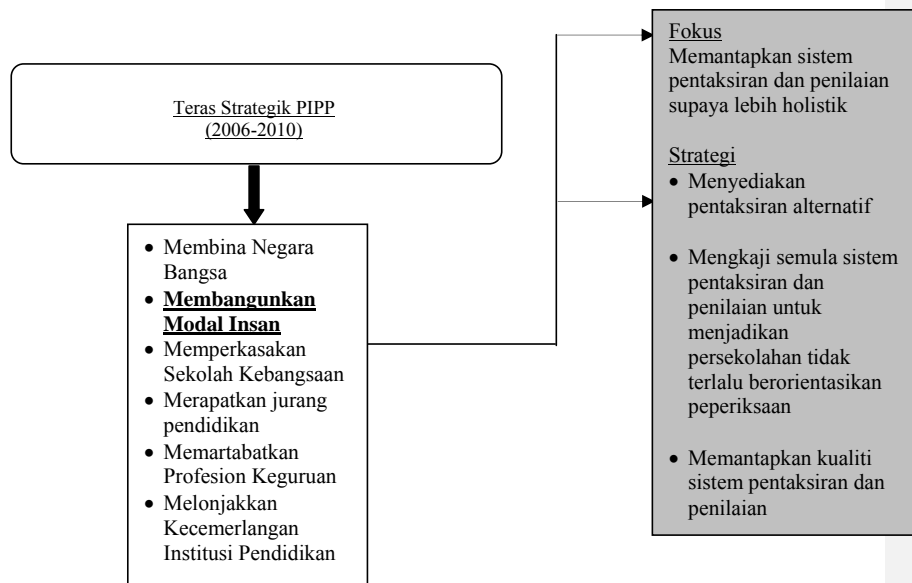 Teras Strategik PIPP
(2006-2010)
• Membina Negara
Bangsa
• Membangunkan
Modal Insan
• Memperkasakan
Sekolah Kebangsaan
• Merapatkan jurang
pendidikan
• Memartabatkan
Profesion Keguruan
• Melonjakkan
Kecemerlangan
Institusi Pendidikan
Fokus
Memantapkan sistem
pentaksiran dan penilaian
supaya lebih holistik
Strategi
• Menyediakan
pentaksiran alternatif
• Mengkaji semula sistem
pentaksiran dan
penilaian untuk
menjadikan
persekolahan tidak
terlalu berorientasikan
peperiksaan
• Memantapkan kualiti
sistem pentaksiran dan
penilaian